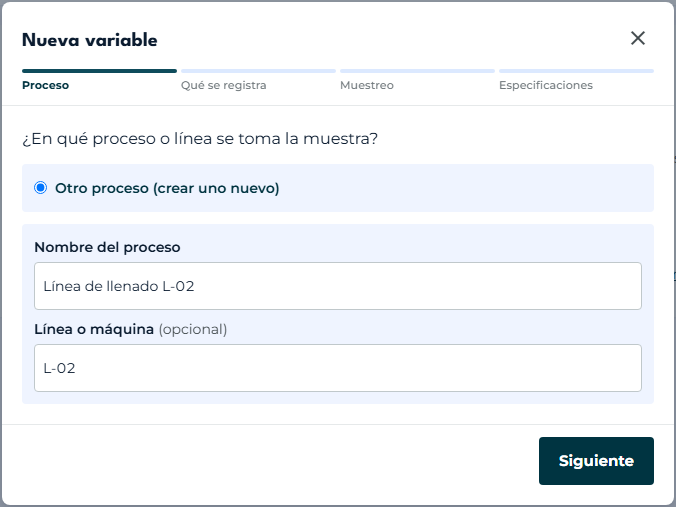 Nueva variable
Proceso
Qué se registra
Muestreo
Especificaciones
¿En qué proceso o línea se toma la muestra?
Otro proceso (crear uno nuevo)
Nombre del proceso
Línea de llenado L-02
Línea o máquina (opcional)
L-02
Siguiente